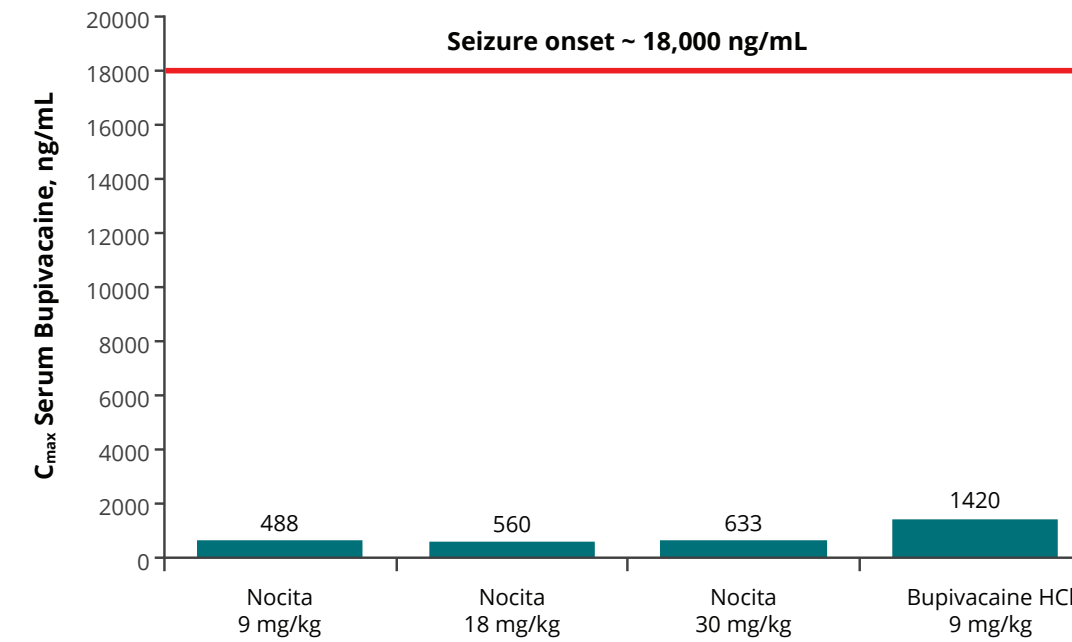 20000
Seizure onset ~ 18,000 ng/mL
18000
16000
14000
12000
10000
8000
6000
4000
2000
0
Cmax Serum Bupivacaine, ng/mL
488
560
633
1420
Nocita
9 mg/kg
Nocita
18 mg/kg
Nocita
30 mg/kg
Bupivacaine HCl
9 mg/kg